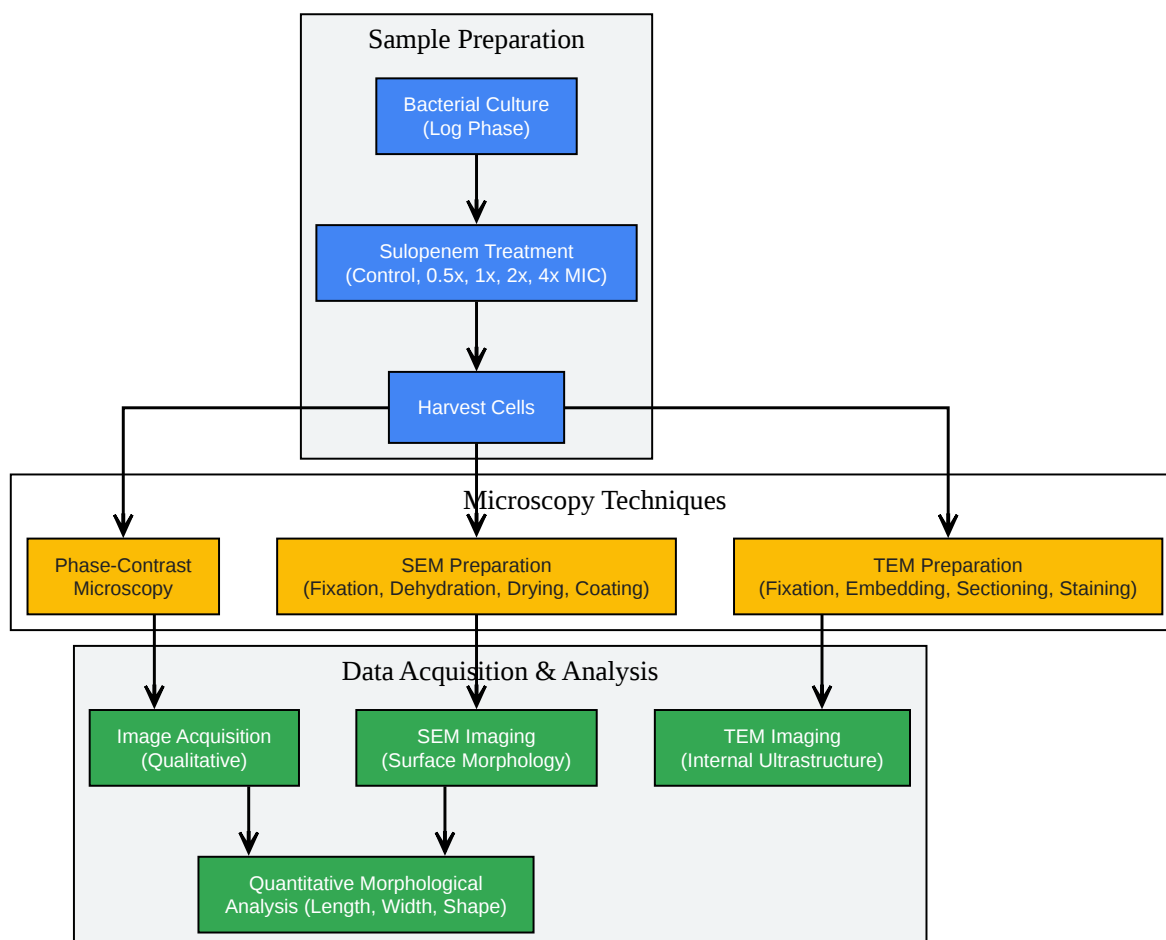 Sample Preparation
Bacterial Culture
(Log Phase)
Sulopenem Treatment
(Control, 0.5x, 1x, 2x, 4x MIC)
Harvest Cells
Microscopy Techniques
Phase-Contrast
Microscopy
SEM Preparation
(Fixation, Dehydration, Drying, Coating)
TEM Preparation
(Fixation, Embedding, Sectioning, Staining)
Data Acquisition & Analysis
Image Acquisition
(Qualitative)
SEM Imaging
(Surface Morphology)
TEM Imaging
(Internal Ultrastructure)
Quantitative Morphological
Analysis (Length, Width, Shape)